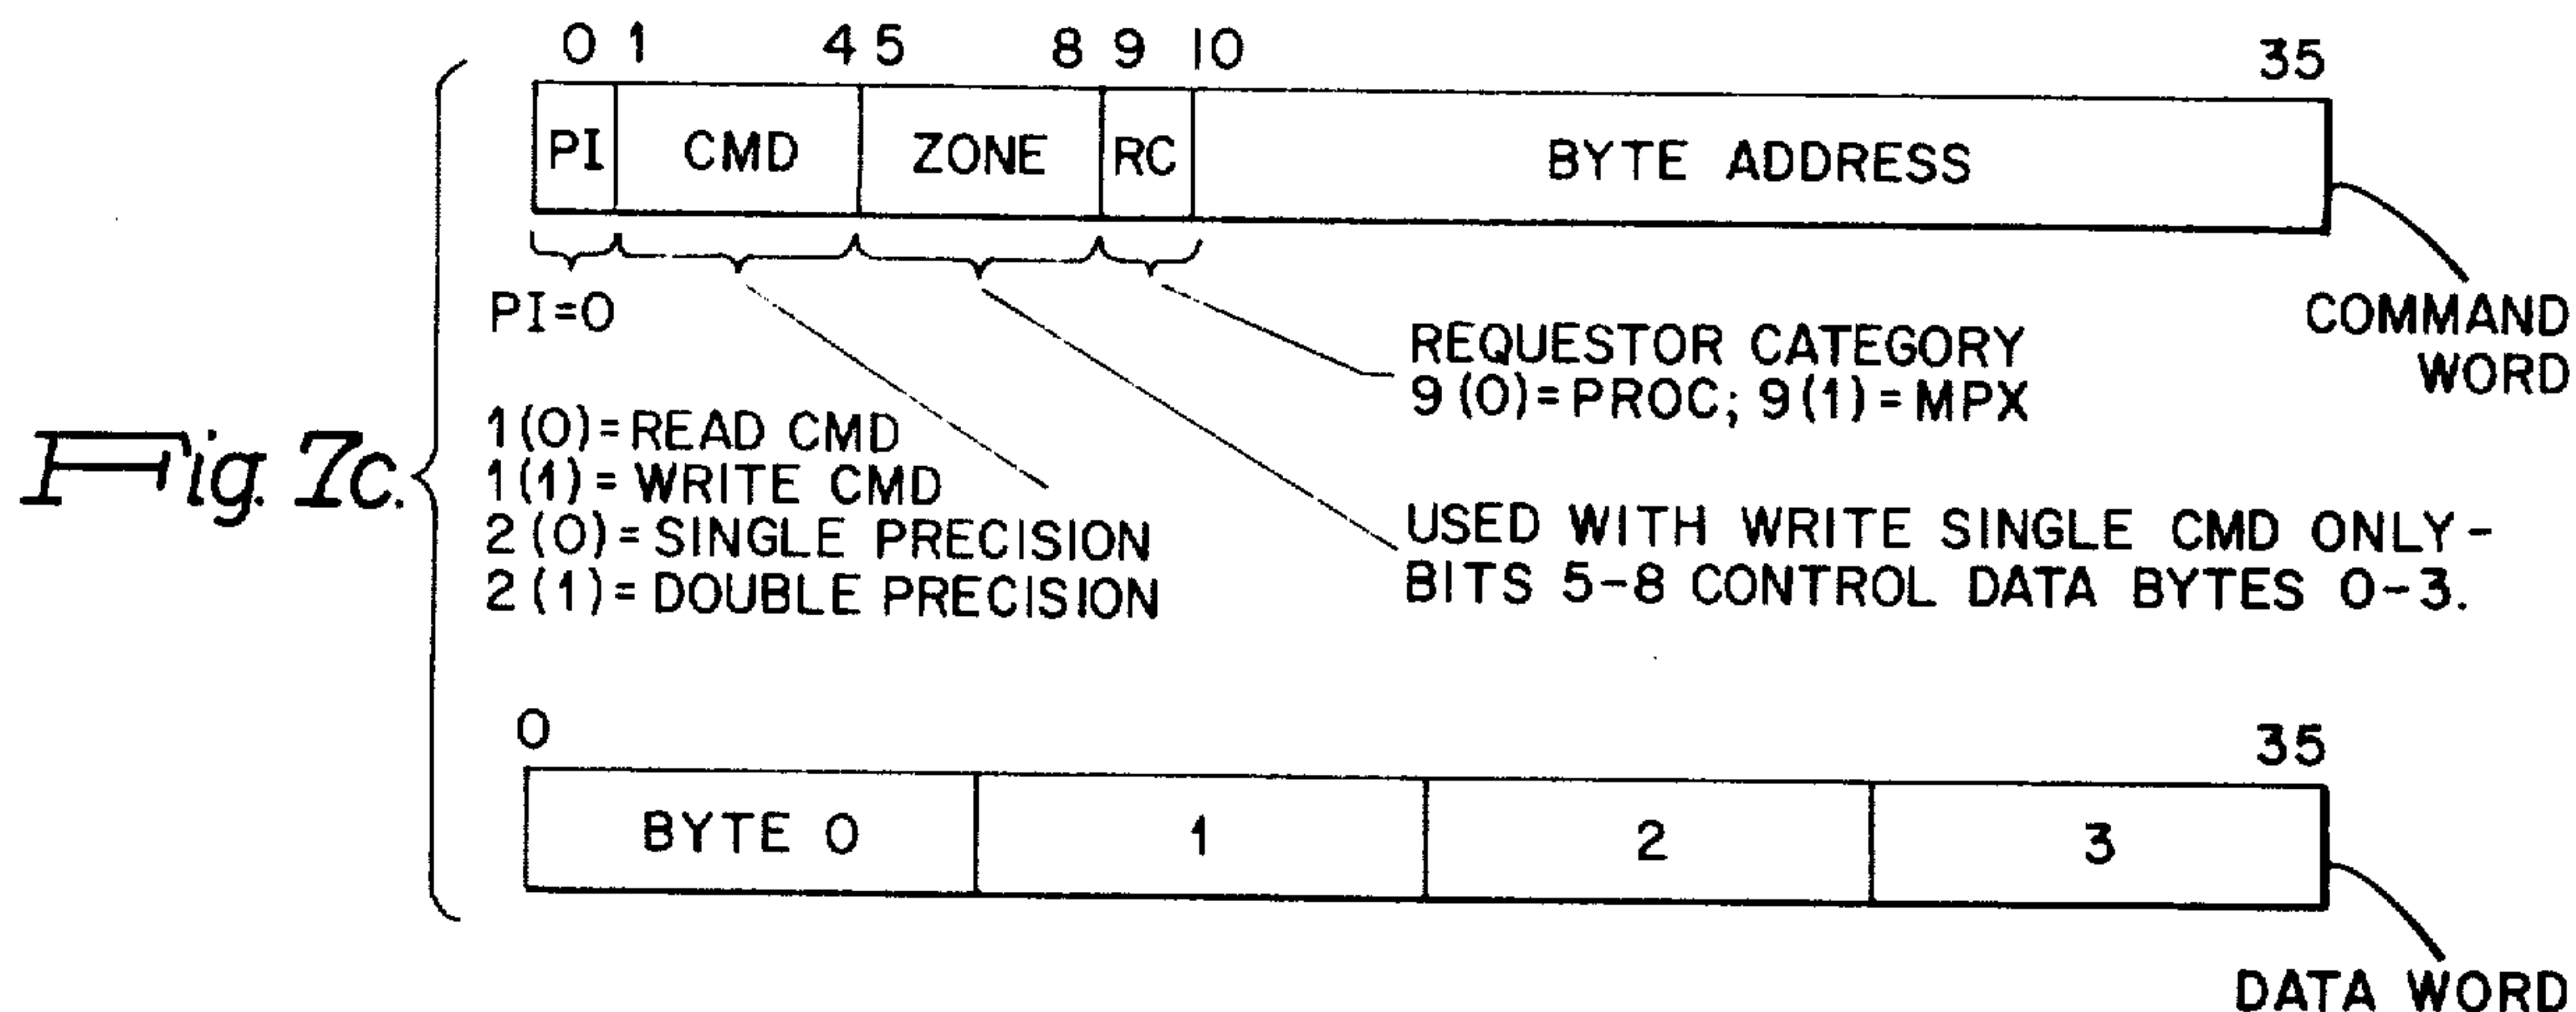 0 1 4 5 8 9 10 35
PI CMD ZONE RC BYTE ADDRESS
COMMAND
WORD
PI=0
REQUESTOR CATEGORY
9(0)=PROC; 9(1)=MPX
1(0)=READ CMD
1(1)=WRITE CMD
2(0)=SINGLE PRECISION
2(1)=DOUBLE PRECISION
USED WITH WRITE SINGLE CMD ONLY-
BITS 5-8 CONTROL DATA BYTES 0-3.
Fig. 7c.
0 35
BYTE 0 1 2 3
DATA WORD